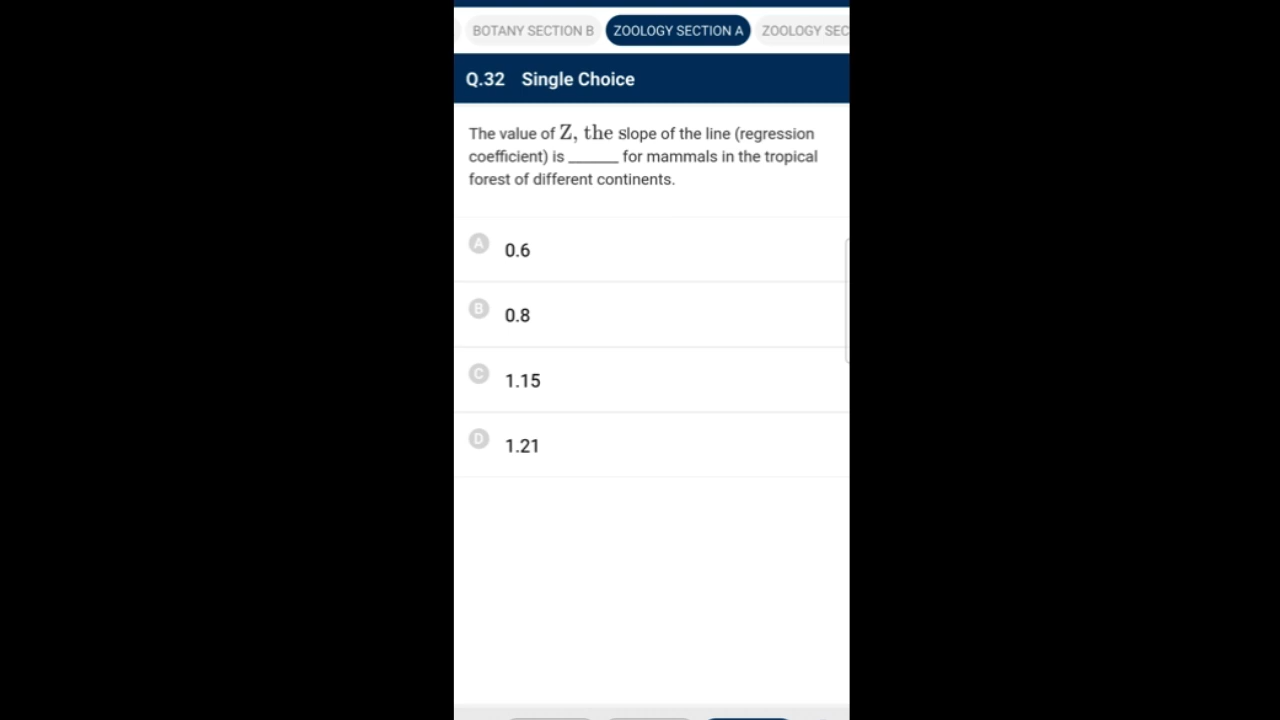 BOTANY SECTION B ZOOLOGY SECTION A ZOOLOGY SEC
Q.32 Single Choice
The value of Z, the slope of the line (regression
coefficient) is ______ for mammals in the tropical
forest of different continents.
A 0.6
B 0.8
C 1.15
D 1.21